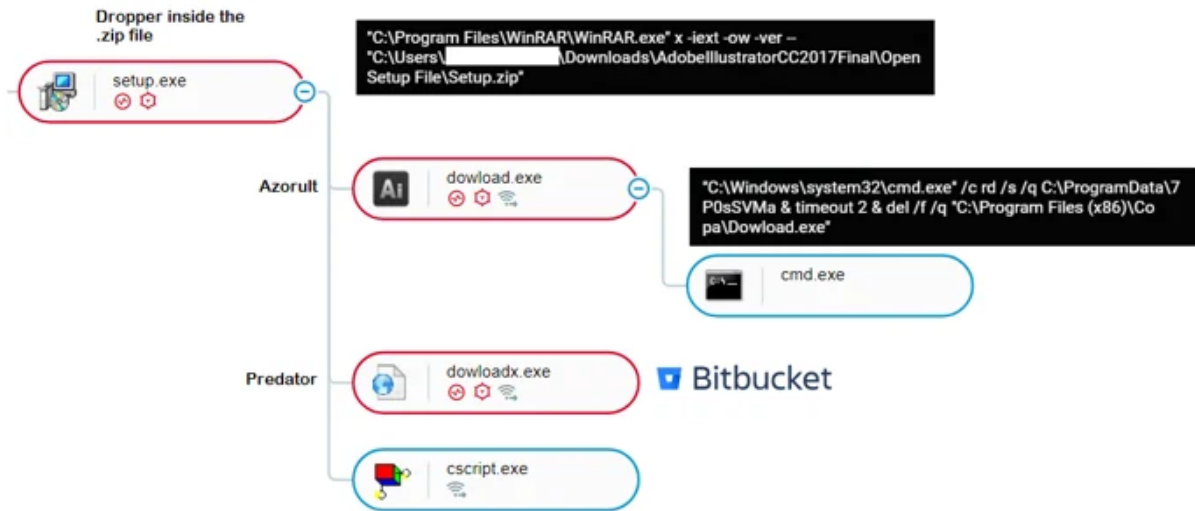 Dropper inside the
.zip file
"C:\Program Files\WinRAR\WinRAR.exe" x -iext -ow -ver –
"C:\Users\ \Downloads\AdobeIllustratorCC2017Final\Open
Setup File\Setup.zip"
setup.exe
Azorult
Ai
dowload.exe
"C:\Windows\system32\cmd.exe" /c rd /s /q C:\ProgramData\7
P0sSVMa & timeout 2 & del /f /q "C:\Program Files (x86)\Co
pa\Dowload.exe"
cmd.exe
Predator
dowloadx.exe
Bitbucket
cscript.exe